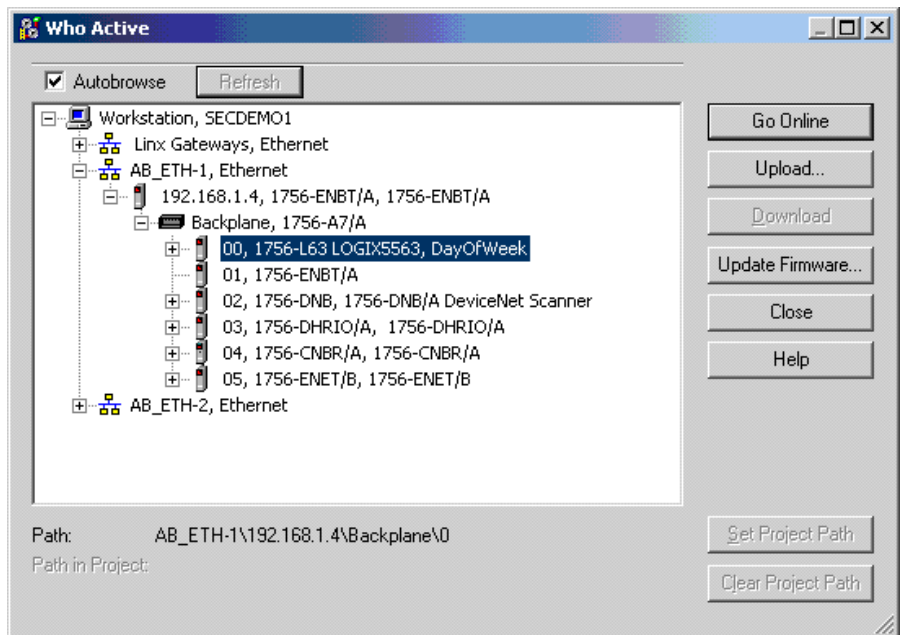 Who Active
Autobrowse
Refresh
Workstation, SECDEMO1
Linx Gateways, Ethernet
AB_ETH-1, Ethernet
192.168.1.4, 1756-ENBT/A, 1756-ENBT/A
Backplane, 1756-A7/A
00, 1756-L63 LOGIX5563, DayOfWeek
01, 1756-ENBT/A
02, 1756-DNB, 1756-DNB/A DeviceNet Scanner
03, 1756-DHRIO/A, 1756-DHRIO/A
04, 1756-CNBR/A, 1756-CNBR/A
05, 1756-ENET/B, 1756-ENET/B
AB_ETH-2, Ethernet
Go Online
Upload...
Download
Update Firmware...
Close
Help
Path: AB_ETH-1\192.168.1.4\Backplane\0
Path in Project:
Set Project Path
Clear Project Path